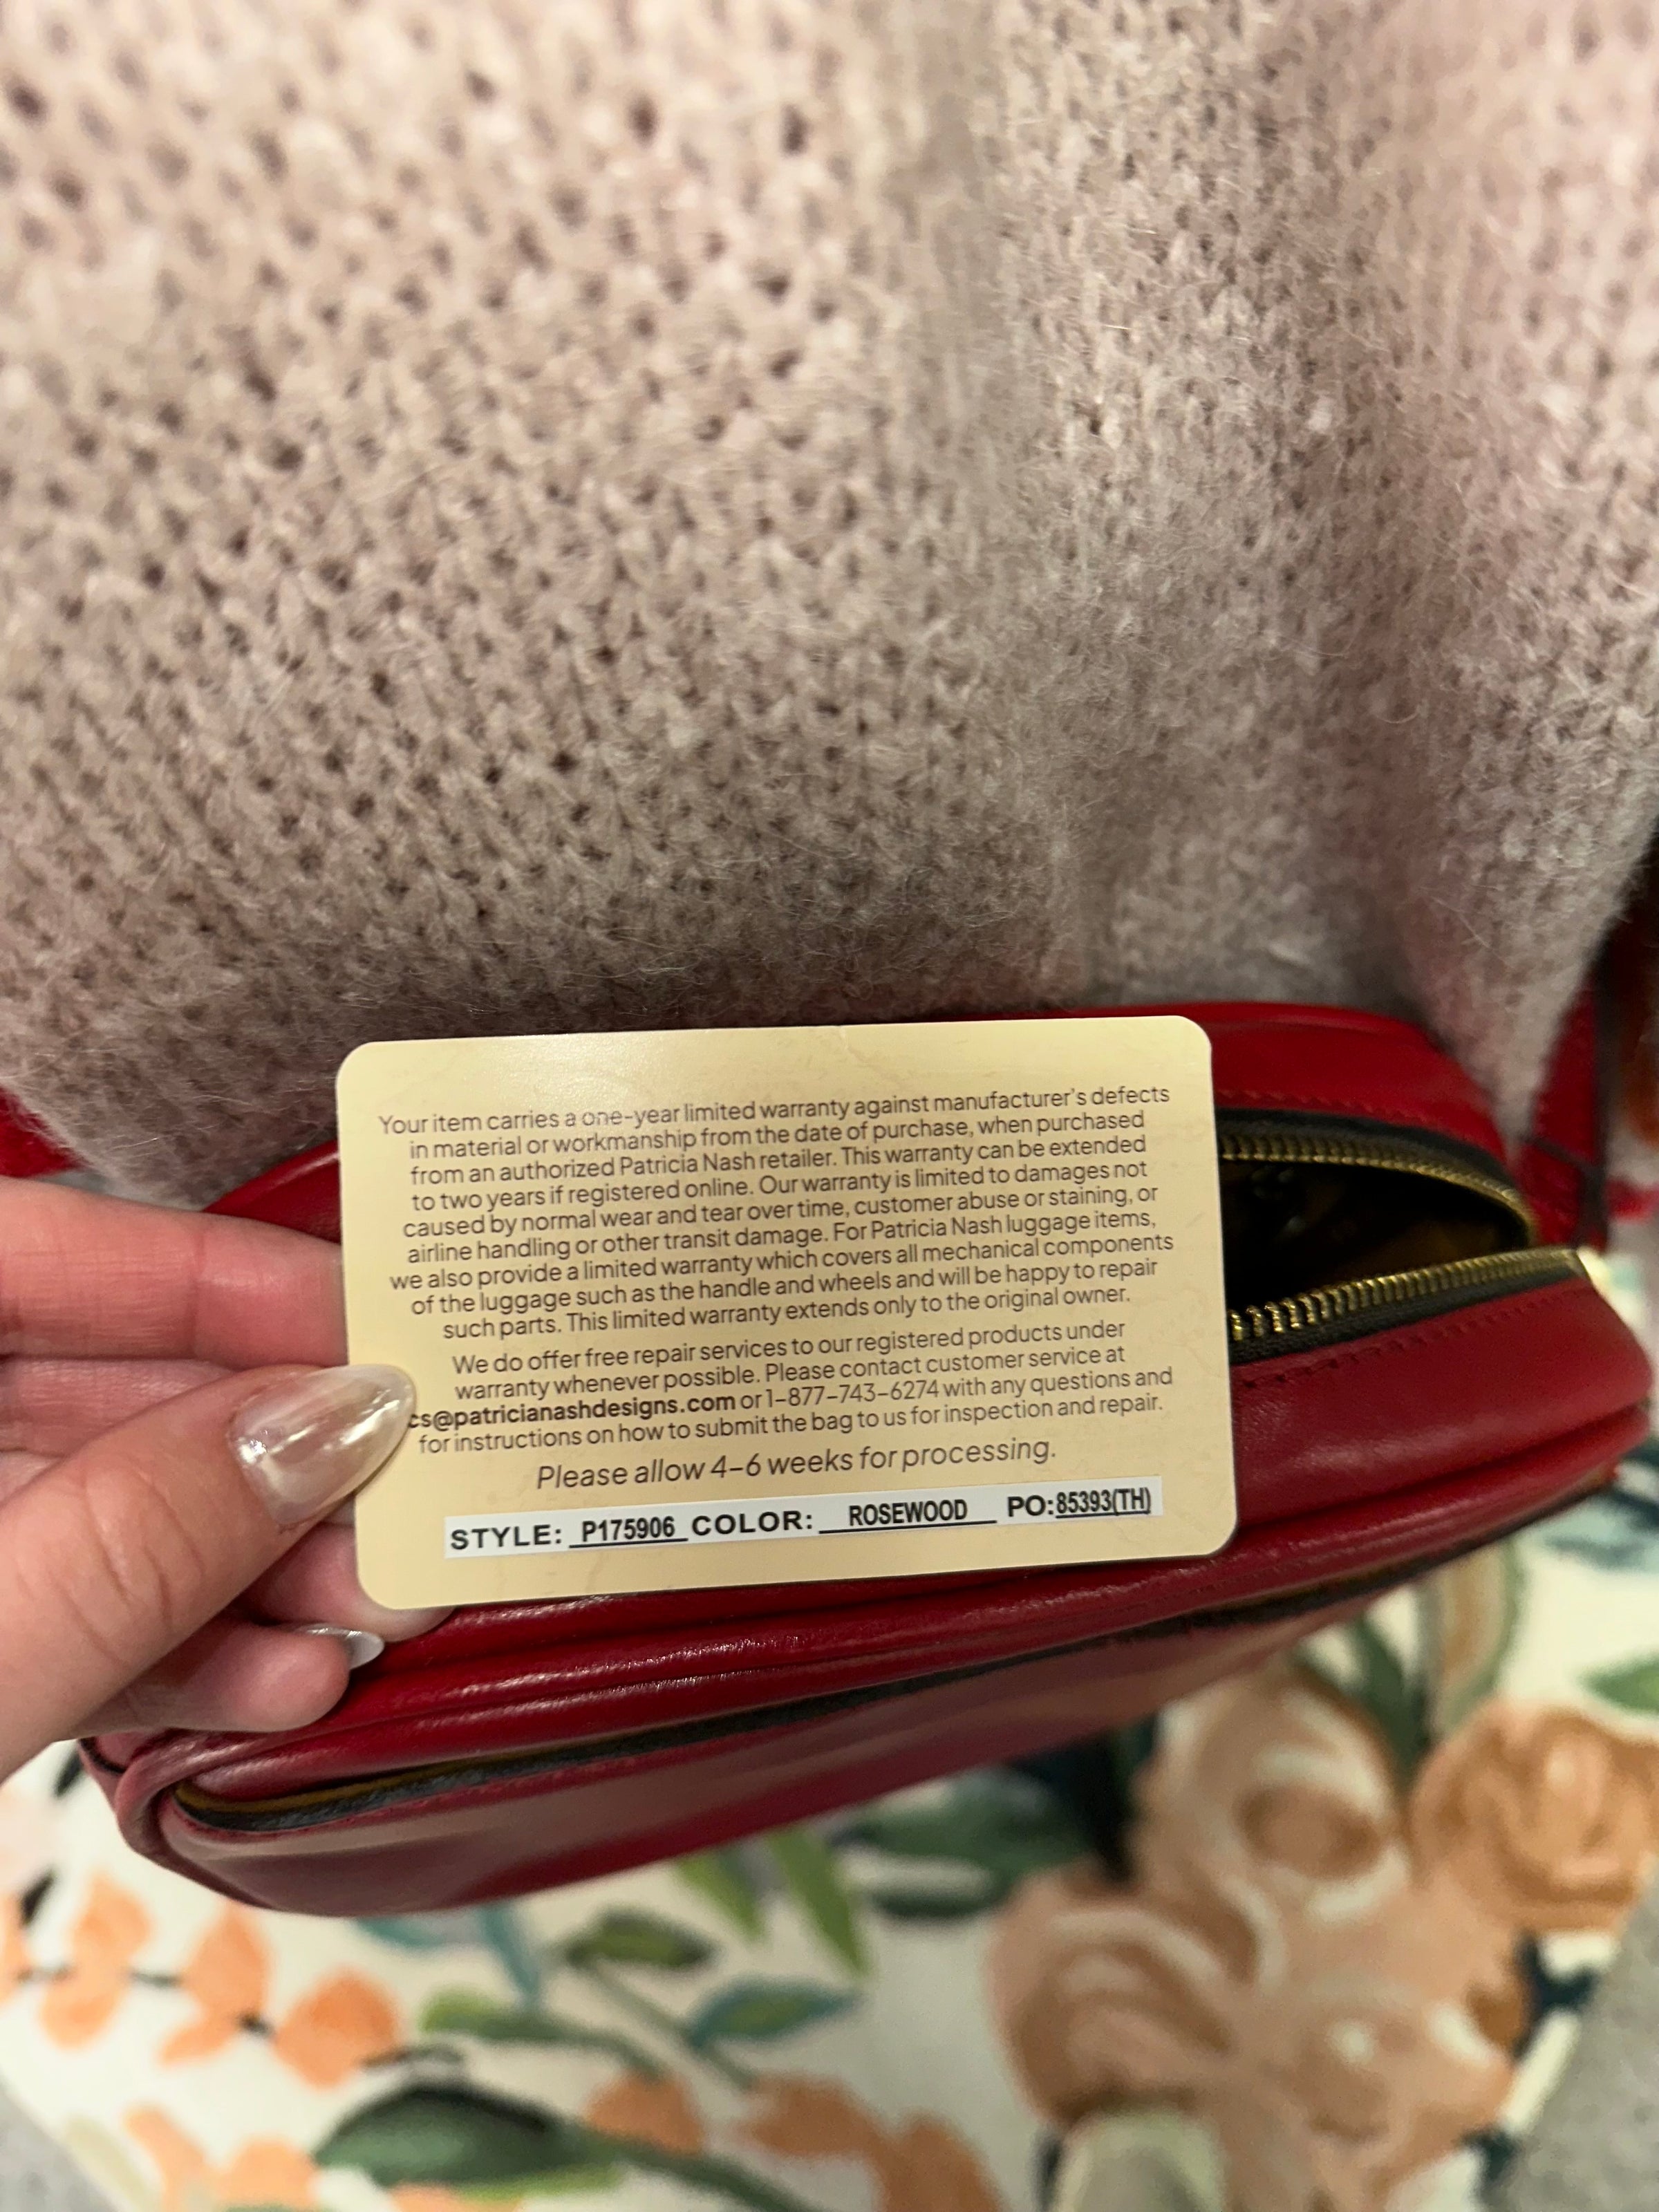 Your item carries a one-year limited warranty against manufacturer's defects
in material or workmanship from the date of purchase, when purchased
from an authorized Patricia Nash retailer. This warranty can be extended
to two years if registered online. Our warranty is limited to damages not
caused by normal wear and tear over time, customer abuse or staining, or
airline handling or other transit damage. For Patricia Nash luggage items,
we also provide a limited warranty which covers all mechanical components
of the luggage such as the handle and wheels and will be happy to repair
such parts. This limited warranty extends only to the original owner.
We do offer free repair services to our registered products under
warranty whenever possible. Please contact customer service at
cs@patricianashdesigns.com or 1-877-743-6274 with any questions and
for instructions on how to submit the bag to us for inspection and repair.
Please allow 4-6 weeks for processing.
STYLE: P175906 COLOR: ROSEWOOD PO:85393(TH)